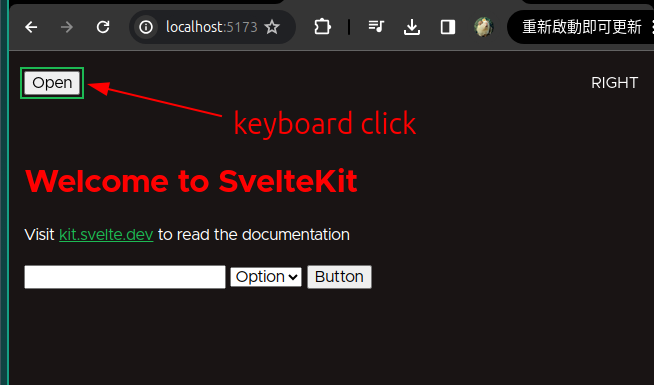 localhost:5173
重新啟動即可更新
Open
RIGHT
keyboard click
Welcome to SvelteKit
Visit kit.svelte.dev to read the documentation
Option Button